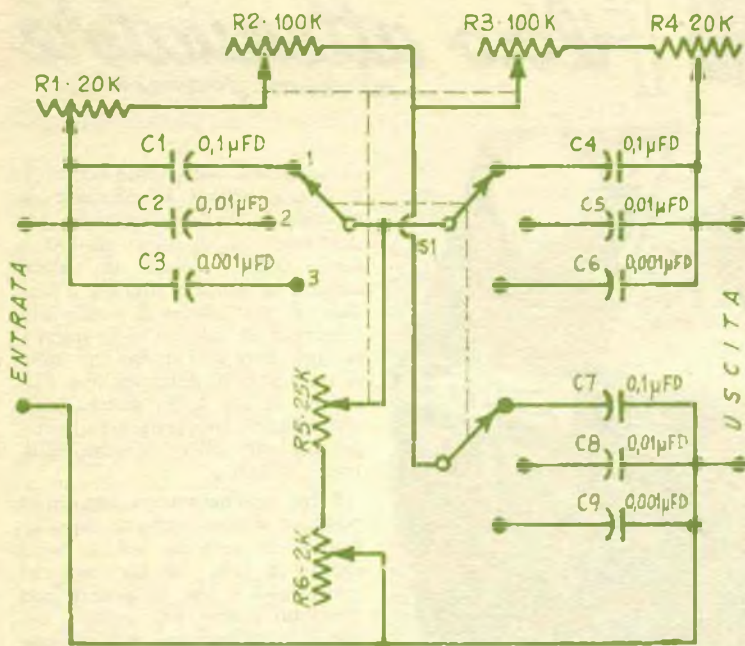 R2·100K
R3·100K
R4·20K
R1·20K
C1 0,1µFD 1
C4 0,1µFD
C2 0,01µFD 2
C5 0,01µFD
S1
C3 0,001µFD 3
C6 0,001µFD
ENTRATA
USCITA
R5·25K
C7 0,1µFD
C8 0,01µFD
C9 0,001µFD
R6·2K